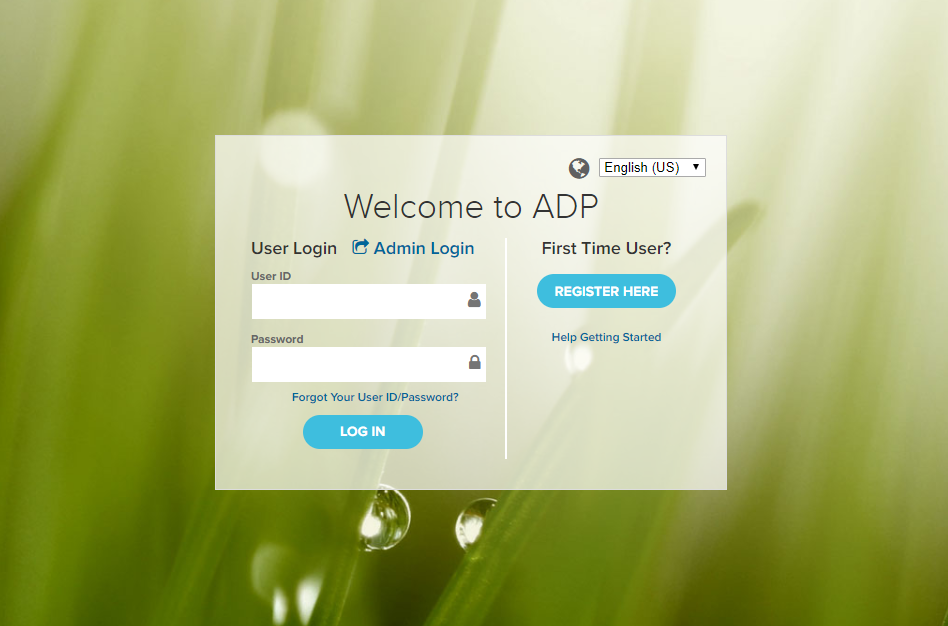 English (US)
Welcome to ADP
User Login Admin Login
User ID
Password
Forgot Your User ID/Password?
LOG IN
First Time User?
REGISTER HERE
Help Getting Started